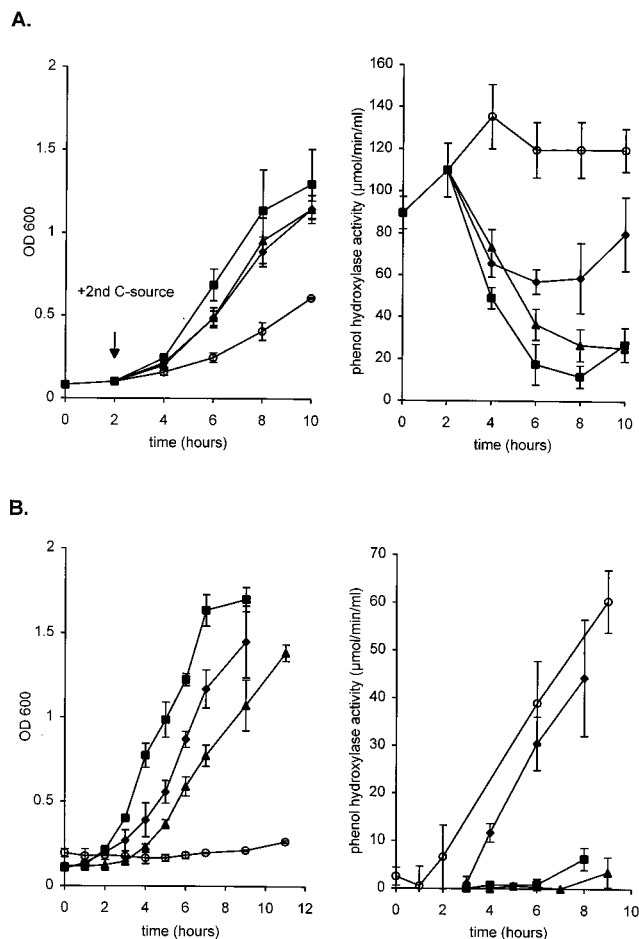 A.
2
1.5
1
0.5
0
OD 600
+2nd C-source
0 2 4 6 8 10
time (hours)
160
140
120
100
80
60
40
20
0
phenol hydroxylase activity (µmol/min/ml)
0 2 4 6 8 10
time (hours)
B.
2
1.5
1
0.5
0
OD 600
0 2 4 6 8 10 12
time (hours)
70
60
50
40
30
20
10
0
phenol hydroxylase activity (µmol/min/ml)
0 2 4 6 8 10
time (hours)